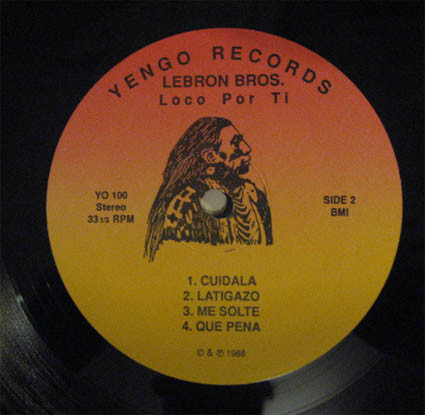 YENGO RECORDS
LEBRON BROS.
Loco Por Ti
YO 100
Stereo
33 1/3 RPM
SIDE 2
BMI
1. CUIDALA
2. LATIGAZO
3. ME SOLTE
4. QUE PENA
© & ℗ 1986